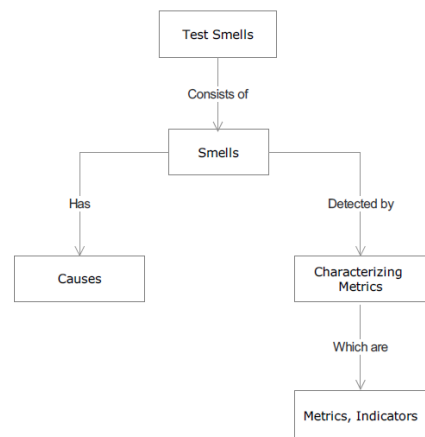 Test Smells
Consists of
Smells
Has
Detected by
Causes
Characterizing
Metrics
Which are
Metrics, Indicators